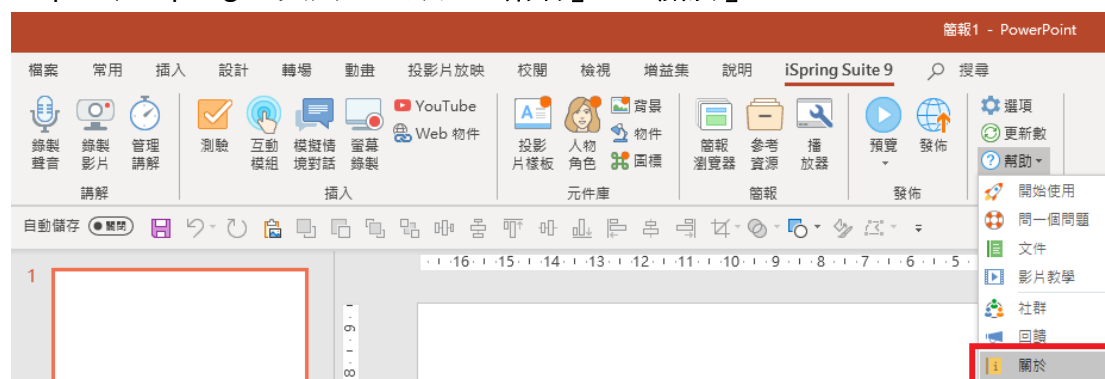 簡報1 - PowerPoint
檔案 常用 插入 設計 轉場 動畫 投影片放映 校閱 檢視 增益集 說明 iSpring Suite 9 搜尋
錄製聲音 錄製影片 管理講解 測驗 互動模組 模擬情境對話 螢幕錄製 YouTube Web 物件 投影片樣板 人物角色 背景 物件 圖標 簡報瀏覽器 參考資源 播放器 預覽 發佈 選項 更新數 幫助
講解 插入 元件庫 簡報 發佈
開始使用
問一個問題
文件
影片教學
社群
回饋
關於
自動儲存 關閉
16 15 14 13 12 11 10 9 8 7 6 5
1
9
8